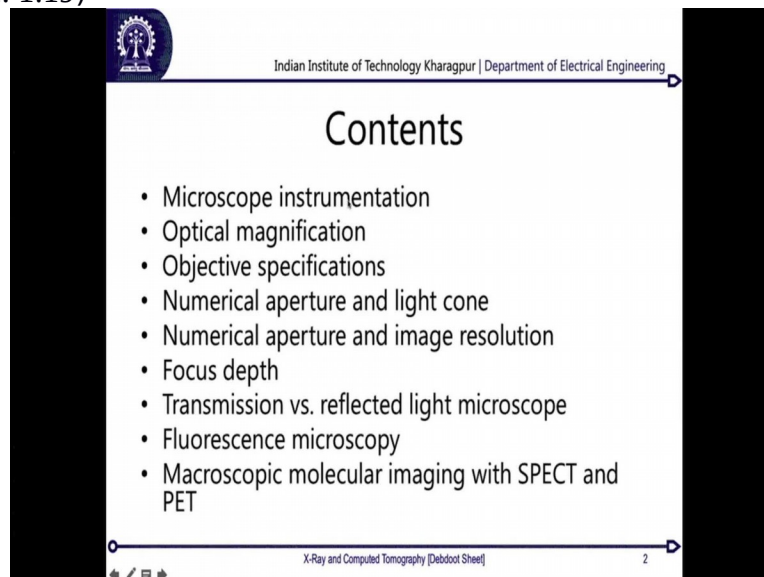 Indian Institute of Technology Kharagpur | Department of Electrical Engineering
Contents
• Microscope instrumentation
• Optical magnification
• Objective specifications
• Numerical aperture and light cone
• Numerical aperture and image resolution
• Focus depth
• Transmission vs. reflected light microscope
• Fluorescence microscopy
• Macroscopic molecular imaging with SPECT and
PET
X-Ray and Computed Tomography [Debdoot Sheet]
2